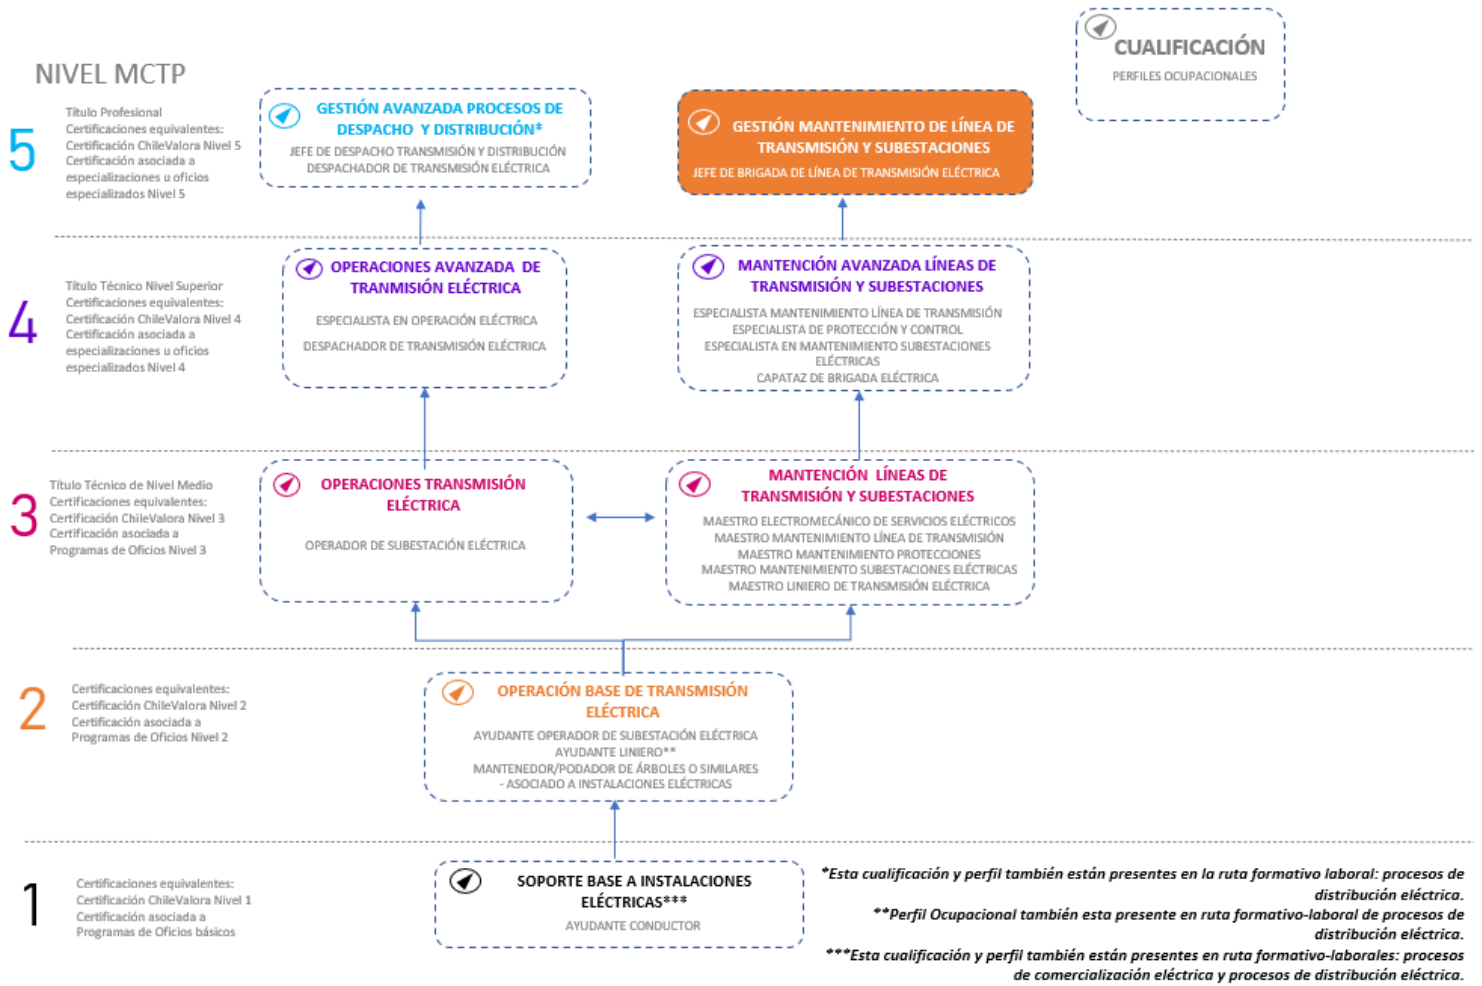 CUALIFICACIÓN
PERFILES OCUPACIONALES
NIVEL MCTP
5
Título Profesional
Certificaciones equivalentes:
Certificación ChileValora Nivel 5
Certificación asociada a
especializaciones u oficios
especializados Nivel 5
GESTIÓN AVANZADA PROCESOS DE
DESPACHO Y DISTRIBUCIÓN*
JEFE DE DESPACHO TRANSMISIÓN Y DISTRIBUCIÓN
DESPACHADOR DE TRANSMISIÓN ELÉCTRICA
GESTIÓN MANTENIMIENTO DE LÍNEA DE
TRANSMISIÓN Y SUBESTACIONES
JEFE DE BRIGADA DE LÍNEA DE TRANSMISIÓN ELÉCTRICA
4
Título Técnico Nivel Superior
Certificaciones equivalentes:
Certificación ChileValora Nivel 4
Certificación asociada a
especializaciones u oficios
especializados Nivel 4
OPERACIONES AVANZADA DE
TRANMISIÓN ELÉCTRICA
ESPECIALISTA EN OPERACIÓN ELÉCTRICA
DESPACHADOR DE TRANSMISIÓN ELÉCTRICA
MANTENCIÓN AVANZADA LÍNEAS DE
TRANSMISIÓN Y SUBESTACIONES
ESPECIALISTA MANTENIMIENTO LÍNEA DE TRANSMISIÓN
ESPECIALISTA DE PROTECCIÓN Y CONTROL
ESPECIALISTA EN MANTENIMIENTO SUBESTACIONES
ELÉCTRICAS
CAPATAZ DE BRIGADA ELÉCTRICA
3
Título Técnico de Nivel Medio
Certificaciones equivalentes:
Certificación ChileValora Nivel 3
Certificación asociada a
Programas de Oficios Nivel 3
OPERACIONES TRANSMISIÓN
ELÉCTRICA
OPERADOR DE SUBESTACIÓN ELÉCTRICA
MANTENCIÓN LÍNEAS DE
TRANSMISIÓN Y SUBESTACIONES
MAESTRO ELECTROMECÁNICO DE SERVICIOS ELÉCTRICOS
MAESTRO MANTENIMIENTO LÍNEA DE TRANSMISIÓN
MAESTRO MANTENIMIENTO PROTECCIONES
MAESTRO MANTENIMIENTO SUBESTACIONES ELÉCTRICAS
MAESTRO LINIERO DE TRANSMISIÓN ELÉCTRICA
2
Certificaciones equivalentes:
Certificación ChileValora Nivel 2
Certificación asociada a
Programas de Oficios Nivel 2
OPERACIÓN BASE DE TRANSMISIÓN
ELÉCTRICA
AYUDANTE OPERADOR DE SUBESTACIÓN ELÉCTRICA
AYUDANTE LINIERO**
MANTENEDOR/PODADOR DE ÁRBOLES O SIMILARES
- ASOCIADO A INSTALACIONES ELÉCTRICAS
1
Certificaciones equivalentes:
Certificación ChileValora Nivel 1
Certificación asociada a
Programas de Oficios básicos
SOPORTE BASE A INSTALACIONES
ELÉCTRICAS***
AYUDANTE CONDUCTOR
*Esta cualificación y perfil también están presentes en la ruta formativo laboral: procesos de
distribución eléctrica.
**Perfil Ocupacional también esta presente en ruta formativo-laboral de procesos de
distribución eléctrica.
***Esta cualificación y perfil también están presentes en ruta formativo-laborales: procesos
de comercialización eléctrica y procesos de distribución eléctrica.